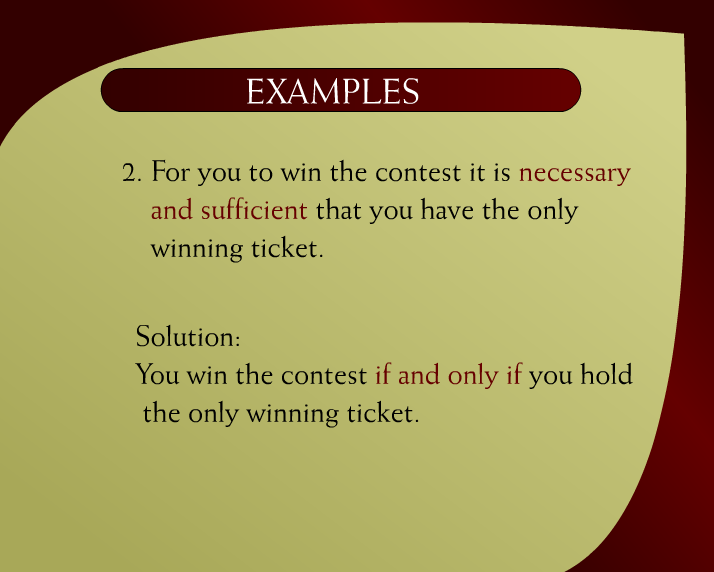 EXAMPLES
2. For you to win the contest it is necessary
and sufficient that you have the only
winning ticket.
Solution:
You win the contest if and only if you hold
the only winning ticket.